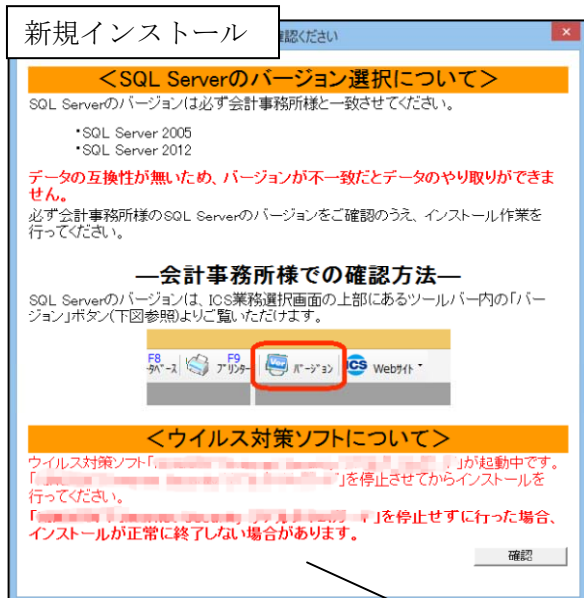 新規インストール
確認ください
＜SQL Serverのバージョン選択について＞
SQL Serverのバージョンは必ず会計事務所様と一致させてください。
・SQL Server 2005
・SQL Server 2012
データの互換性が無いため、バージョンが不一致だとデータのやり取りができま
せん。
必ず会計事務所様のSQL Serverのバージョンをご確認のうえ、インストール作業を
行ってください。
―会計事務所様での確認方法―
SQL Serverのバージョンは、ICS業務選択画面の上部にあるツールバー内の「バー
ジョン」ボタン(下図参照)よりご覧いただけます。
F8 ﾀﾍﾞｰｽ F9 ﾌﾟﾘﾝﾀｰ ﾊﾞｰｼﾞｮﾝ ICS Webｻｲﾄ
＜ウイルス対策ソフトについて＞
ウイルス対策ソフト「 」が起動中です。
「 」を停止させてからインストールを
行ってください。
「 」を停止せずに行った場合、
インストールが正常に終了しない場合があります。
確認